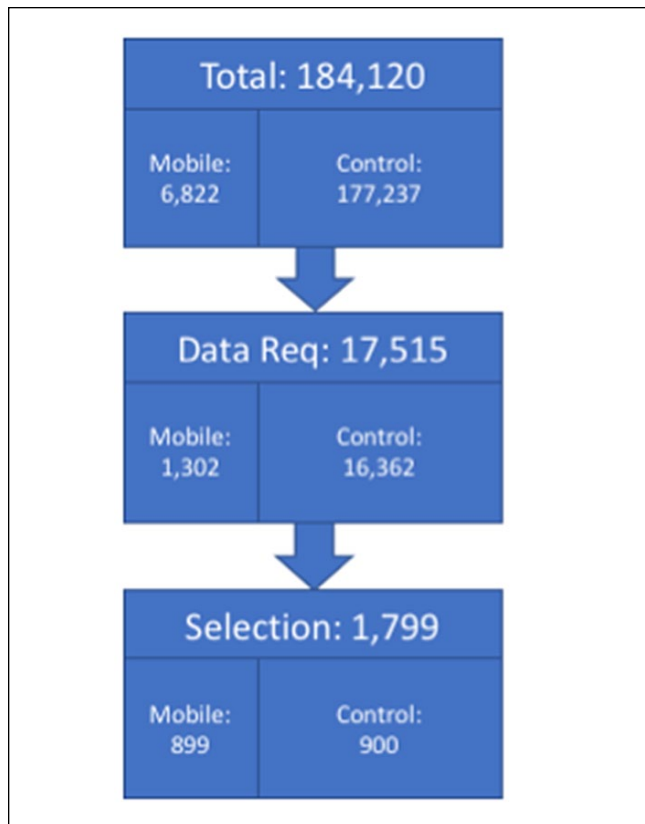 Total: 184,120
Mobile:
6,822
Control:
177,237
Data Req: 17,515
Mobile:
1,302
Control:
16,362
Selection: 1,799
Mobile:
899
Control:
900